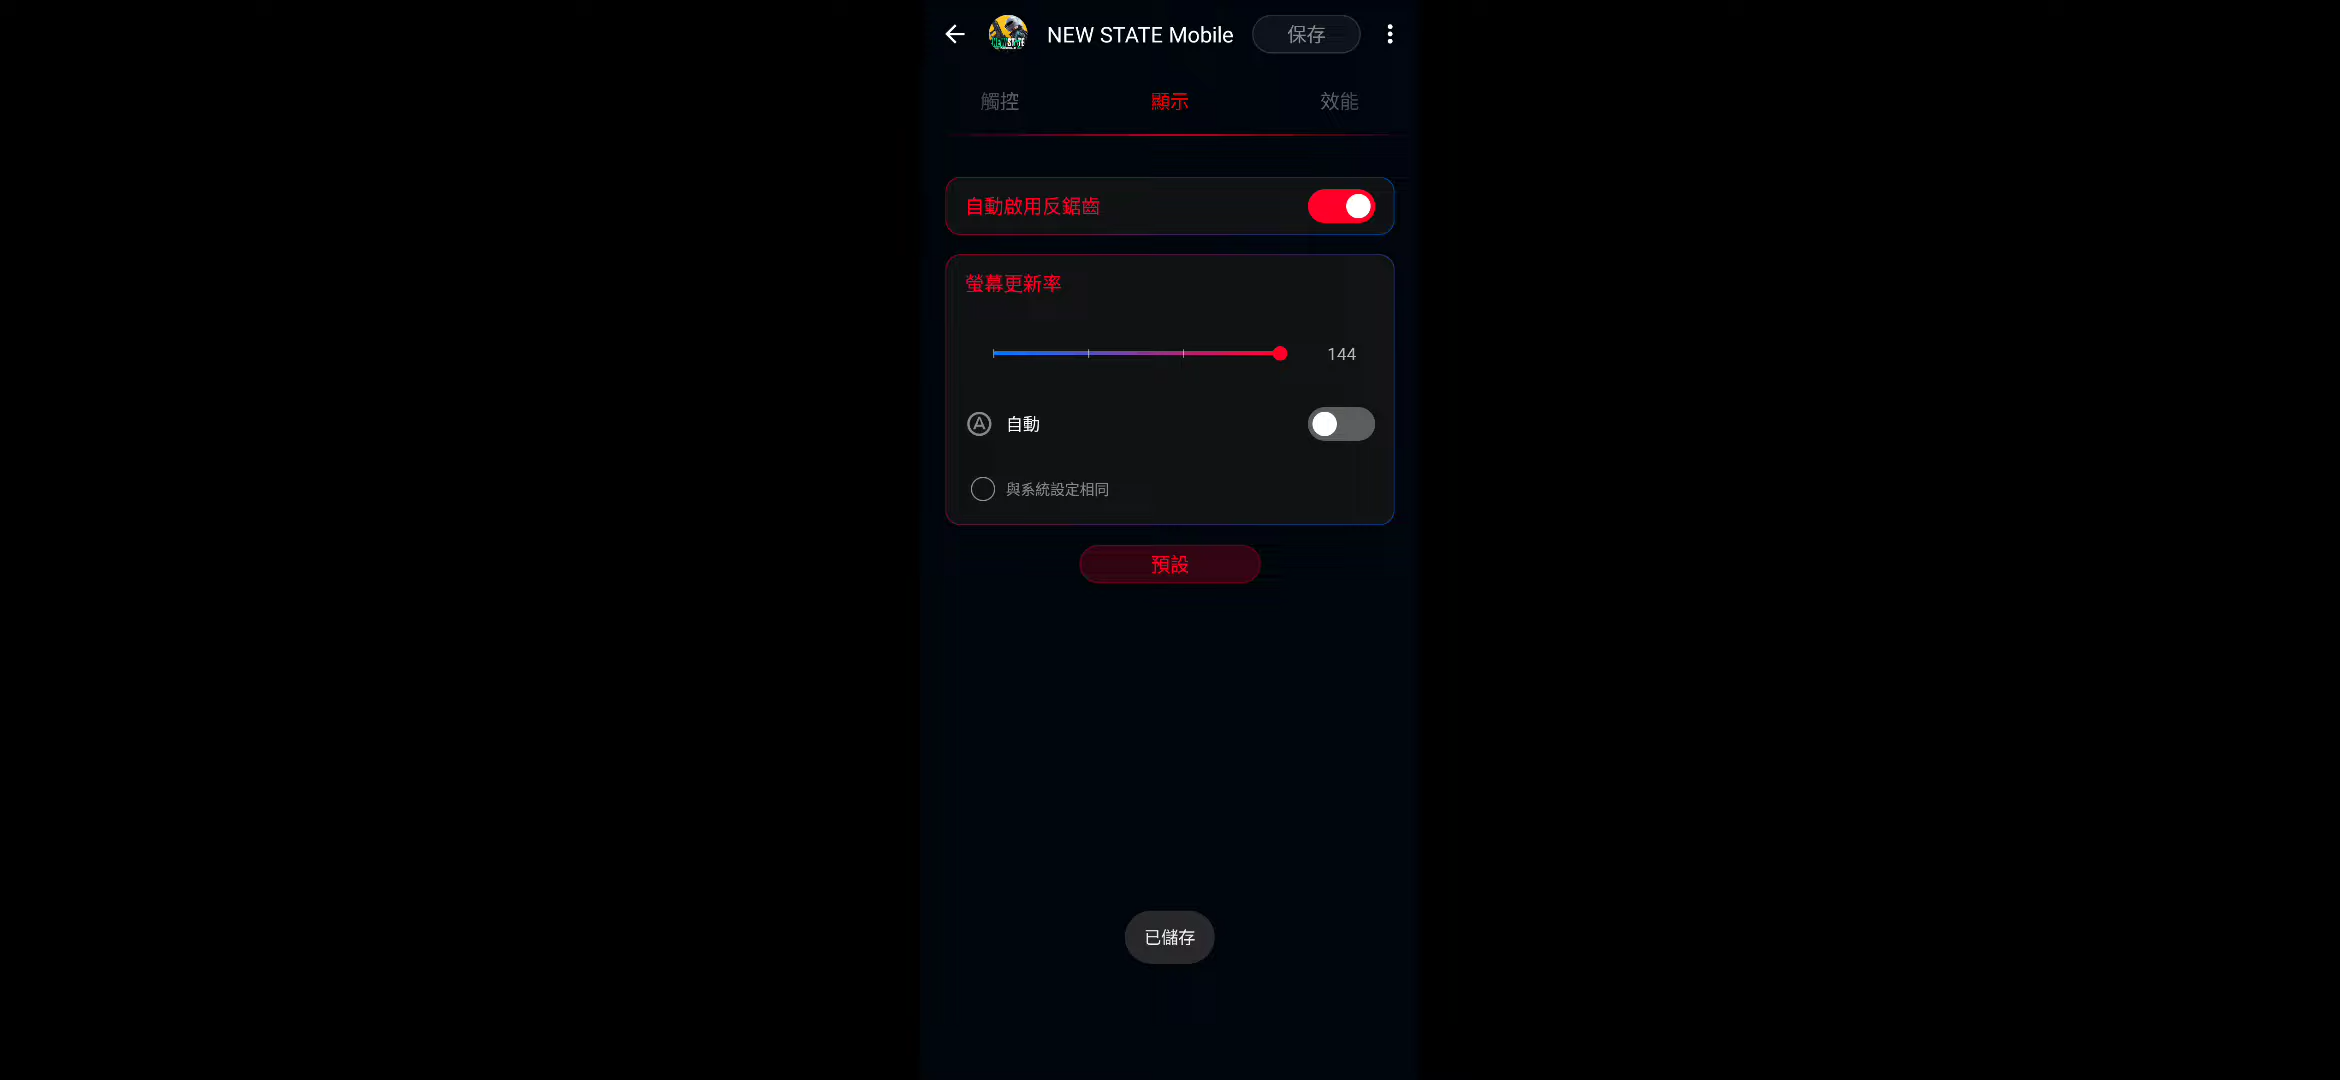 NEW STATE Mobile 保存
觸控 顯示 效能
自動啟用反鋸齒
螢幕更新率
144
自動
與系統設定相同
預設
已儲存